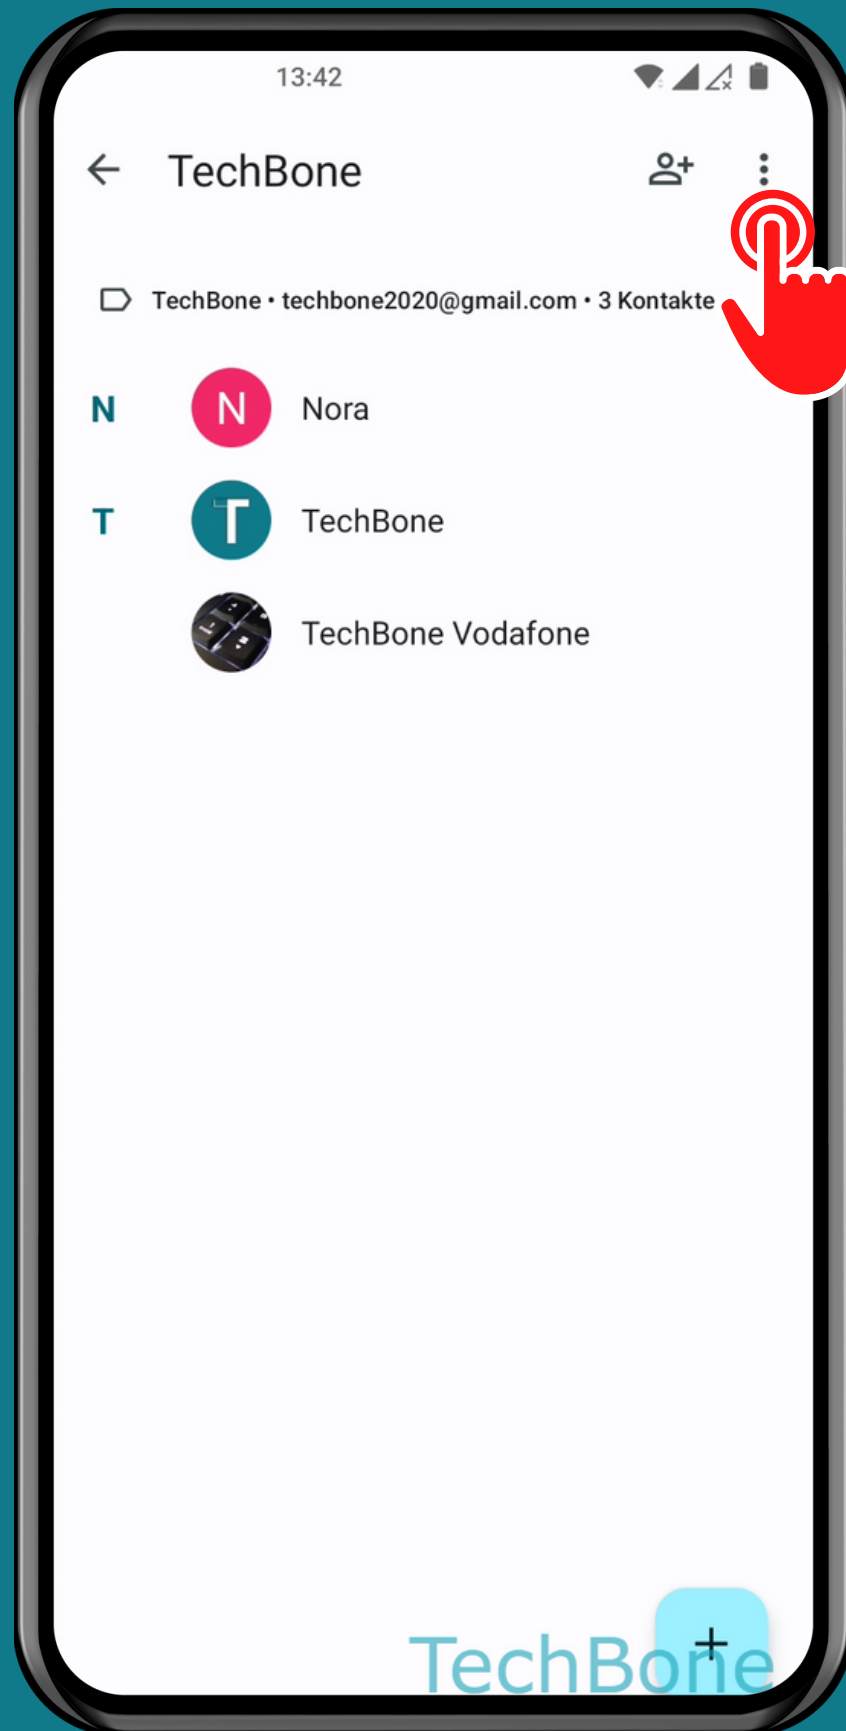 13:42
TechBone
TechBone • techbone2020@gmail.com • 3 Kontakte
N
N
Nora
T
T
TechBone
TechBone Vodafone
TechBone